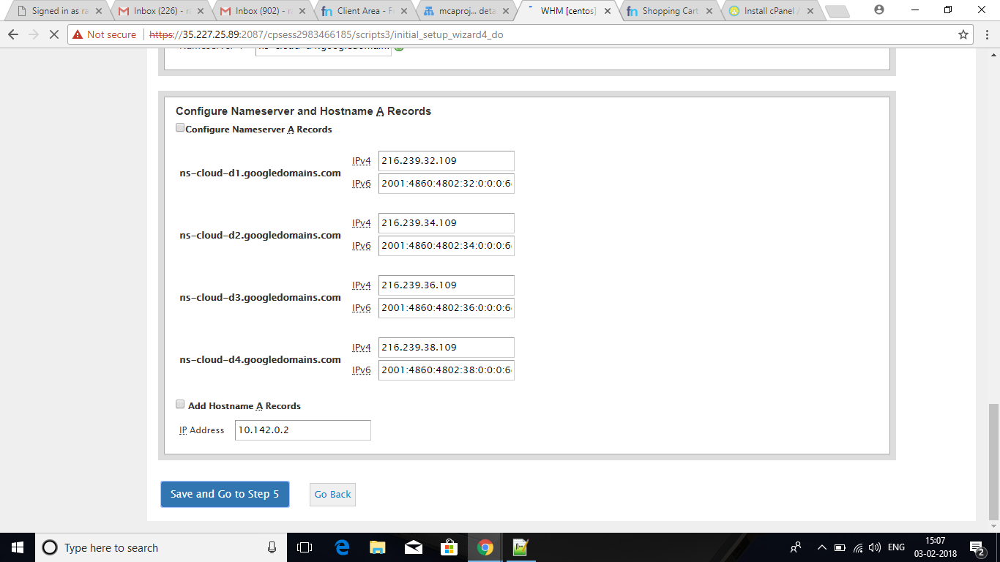 Signed in as ra
Inbox (226) - ra
Inbox (902) - ra
Client Area - F
mcaproj... deta
WHM [centos]
Shopping Cart
Install cPanel /
Not secure
https://35.227.25.89:2087/cpsess2983466185/scripts3/initial_setup_wizard4_do
Configure Nameserver and Hostname A Records
Configure Nameserver A Records
ns-cloud-d1.googledomains.com
IPv4 216.239.32.109
IPv6 2001:4860:4802:32:0:0:0:6
ns-cloud-d2.googledomains.com
IPv4 216.239.34.109
IPv6 2001:4860:4802:34:0:0:0:6
ns-cloud-d3.googledomains.com
IPv4 216.239.36.109
IPv6 2001:4860:4802:36:0:0:0:6
ns-cloud-d4.googledomains.com
IPv4 216.239.38.109
IPv6 2001:4860:4802:38:0:0:0:6
Add Hostname A Records
IP Address 10.142.0.2
Save and Go to Step 5
Go Back
Type here to search
ENG
15:07
03-02-2018
2